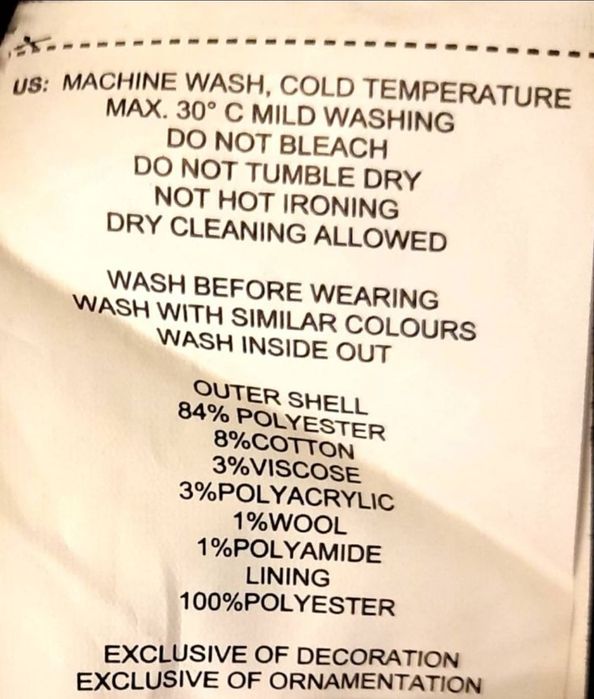 US: MACHINE WASH, COLD TEMPERATURE
MAX. 30° C MILD WASHING
DO NOT BLEACH
DO NOT TUMBLE DRY
NOT HOT IRONING
DRY CLEANING ALLOWED
WASH BEFORE WEARING
WASH WITH SIMILAR COLOURS
WASH INSIDE OUT
OUTER SHELL
84% POLYESTER
8%COTTON
3%VISCOSE
3%POLYACRYLIC
1%WOOL
1%POLYAMIDE
LINING
100%POLYESTER
EXCLUSIVE OF DECORATION
EXCLUSIVE OF ORNAMENTATION